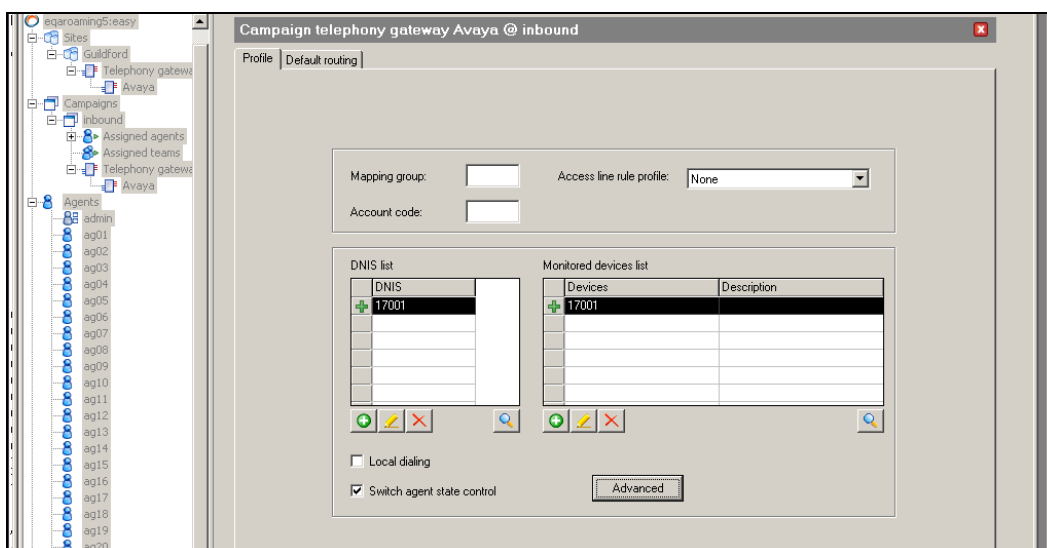 eqaroaming5:easy
Sites
Guildford
Telephony gatewa
Avaya
Campaigns
inbound
Assigned agents
Assigned teams
Telephony gatewa
Avaya
Agents
admin
ag01
ag02
ag03
ag04
ag05
ag06
ag07
ag08
ag09
ag10
ag11
ag12
ag13
ag14
ag15
ag16
ag17
ag18
ag19
ag20
Campaign telephony gateway Avaya @ inbound
Profile
Default routing
Mapping group:
Access line rule profile:
None
Account code:
DNIS list
Monitored devices list
DNIS
Devices
Description
17001
17001
Local dialing
Switch agent state control
Advanced